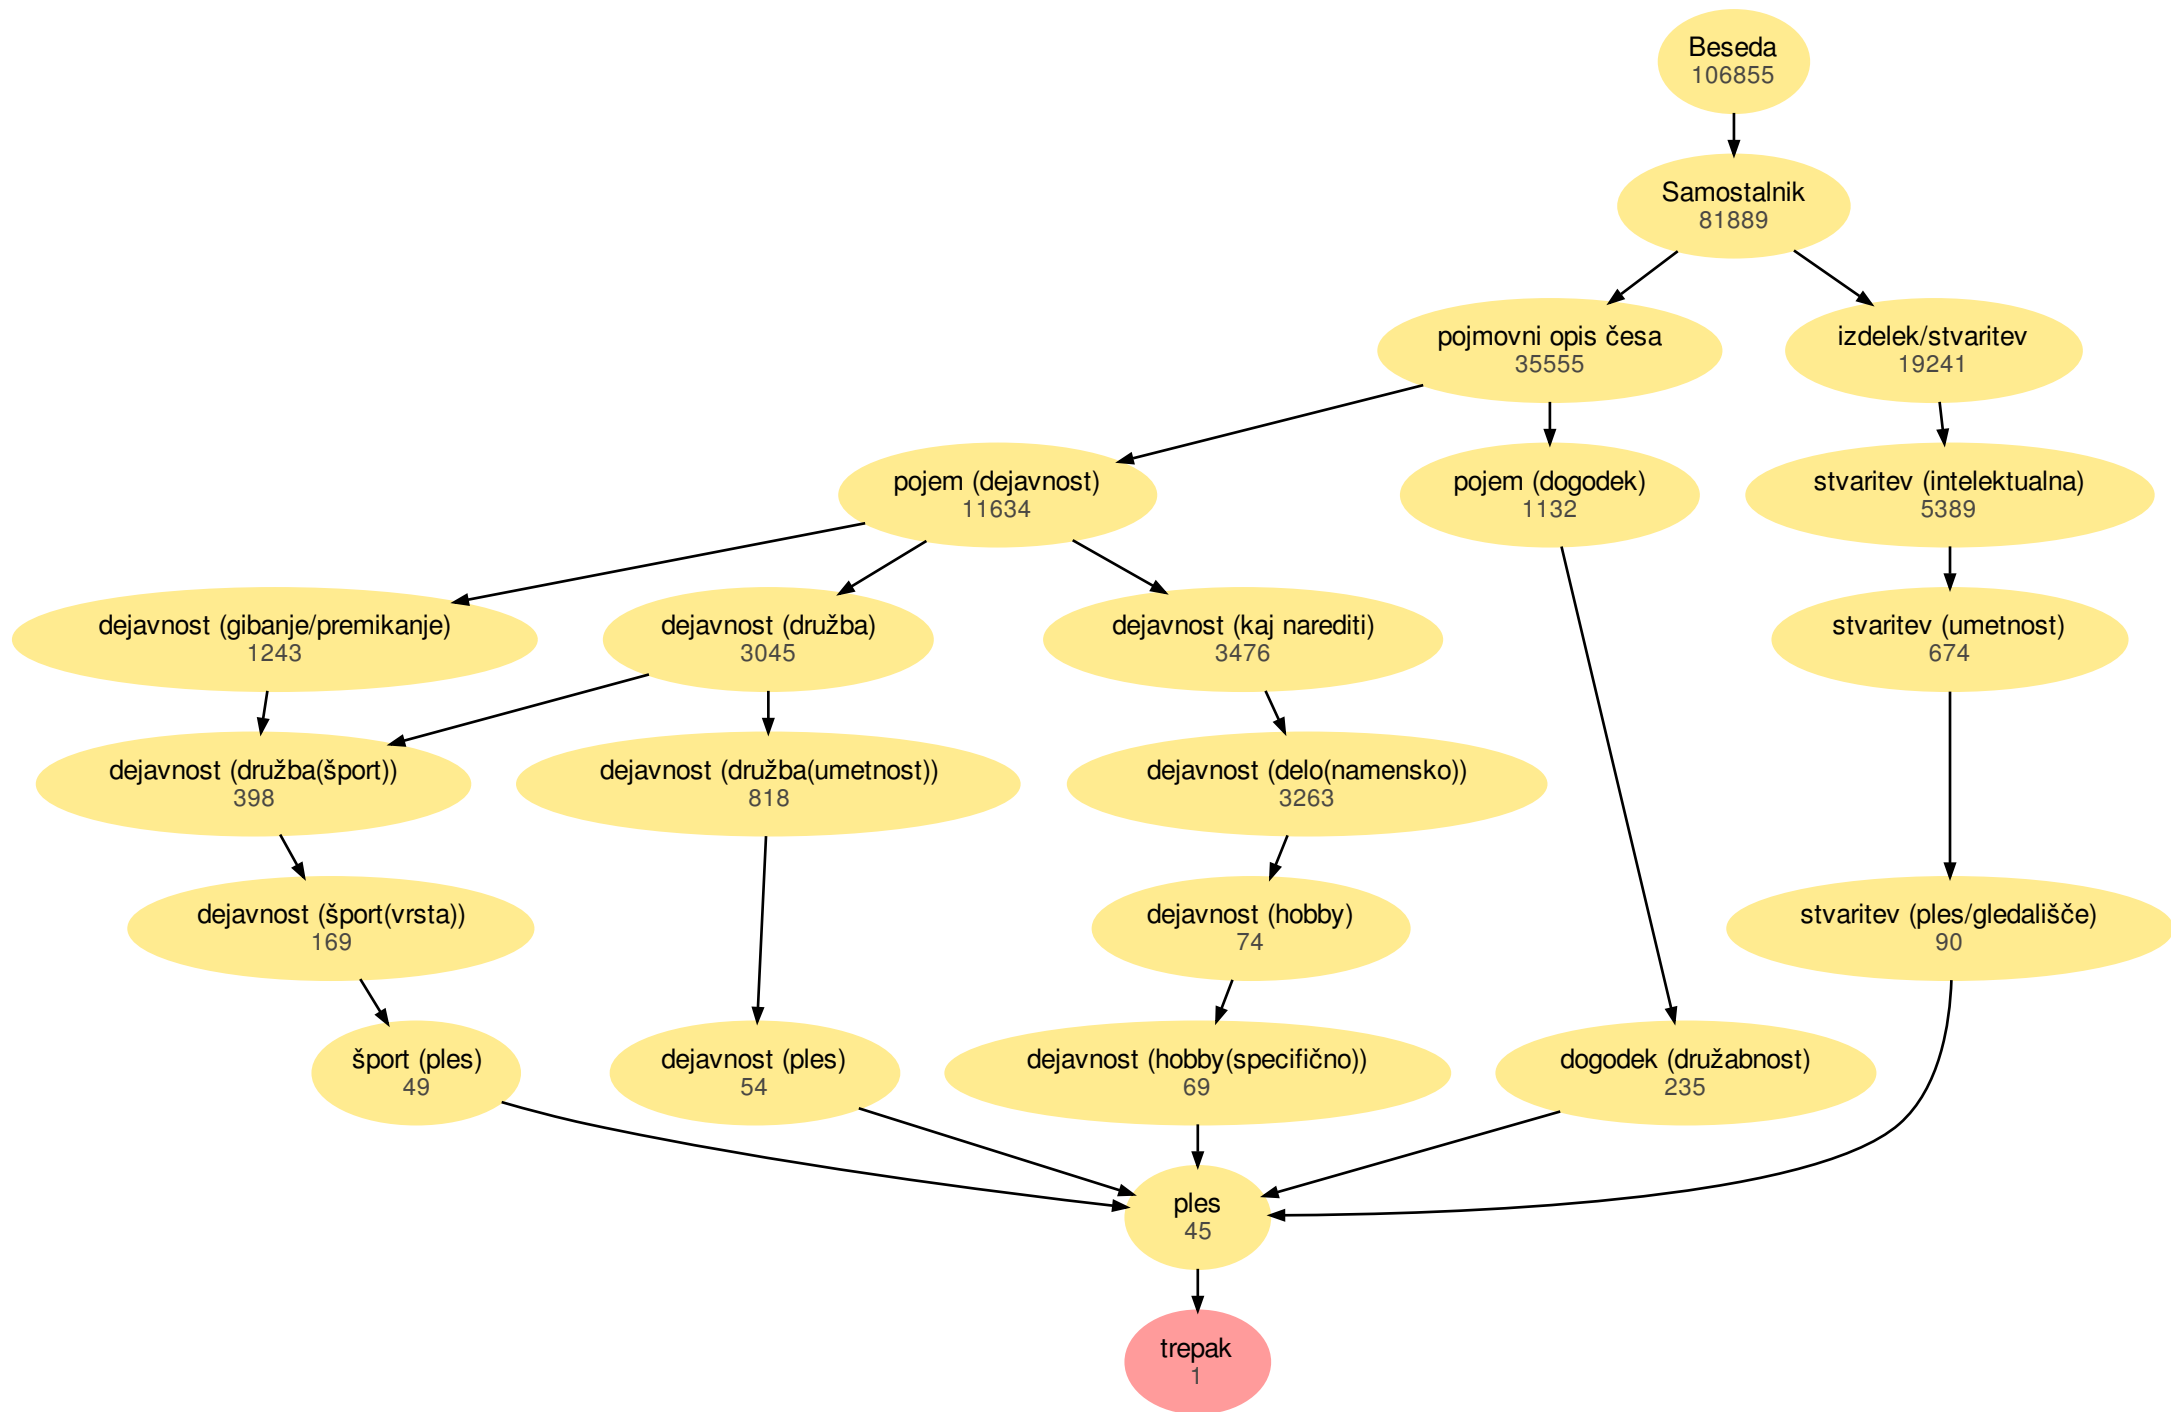 Beseda
106855
Samostalnik
81889
pojmovni opis česa
35555
izdelek/stvaritev
19241
pojem (dejavnost)
11634
pojem (dogodek)
1132
stvaritev (intelektualna)
5389
dejavnost (gibanje/premikanje)
1243
dejavnost (družba)
3045
dejavnost (kaj narediti)
3476
stvaritev (umetnost)
674
dejavnost (družba(šport))
398
dejavnost (družba(umetnost))
818
dejavnost (delo(namensko))
3263
dejavnost (šport(vrsta))
169
dejavnost (hobby)
74
stvaritev (ples/gledališče)
90
šport (ples)
49
dejavnost (ples)
54
dejavnost (hobby(specifično))
69
dogodek (družabnost)
235
ples
45
trepak
1